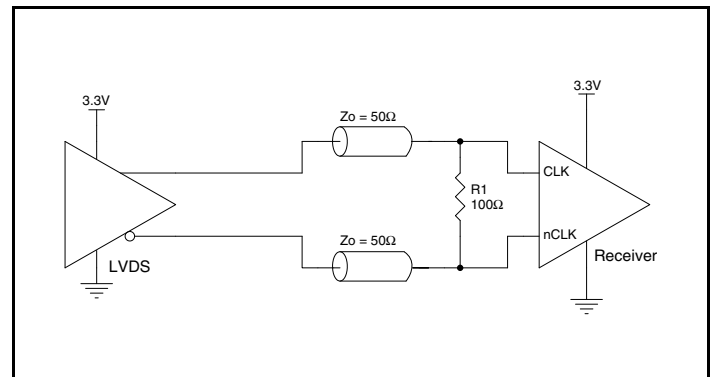 3.3V
3.3V
Zo = 50Ω
CLK
R1
100Ω
Zo = 50Ω
nCLK
LVDS
Receiver